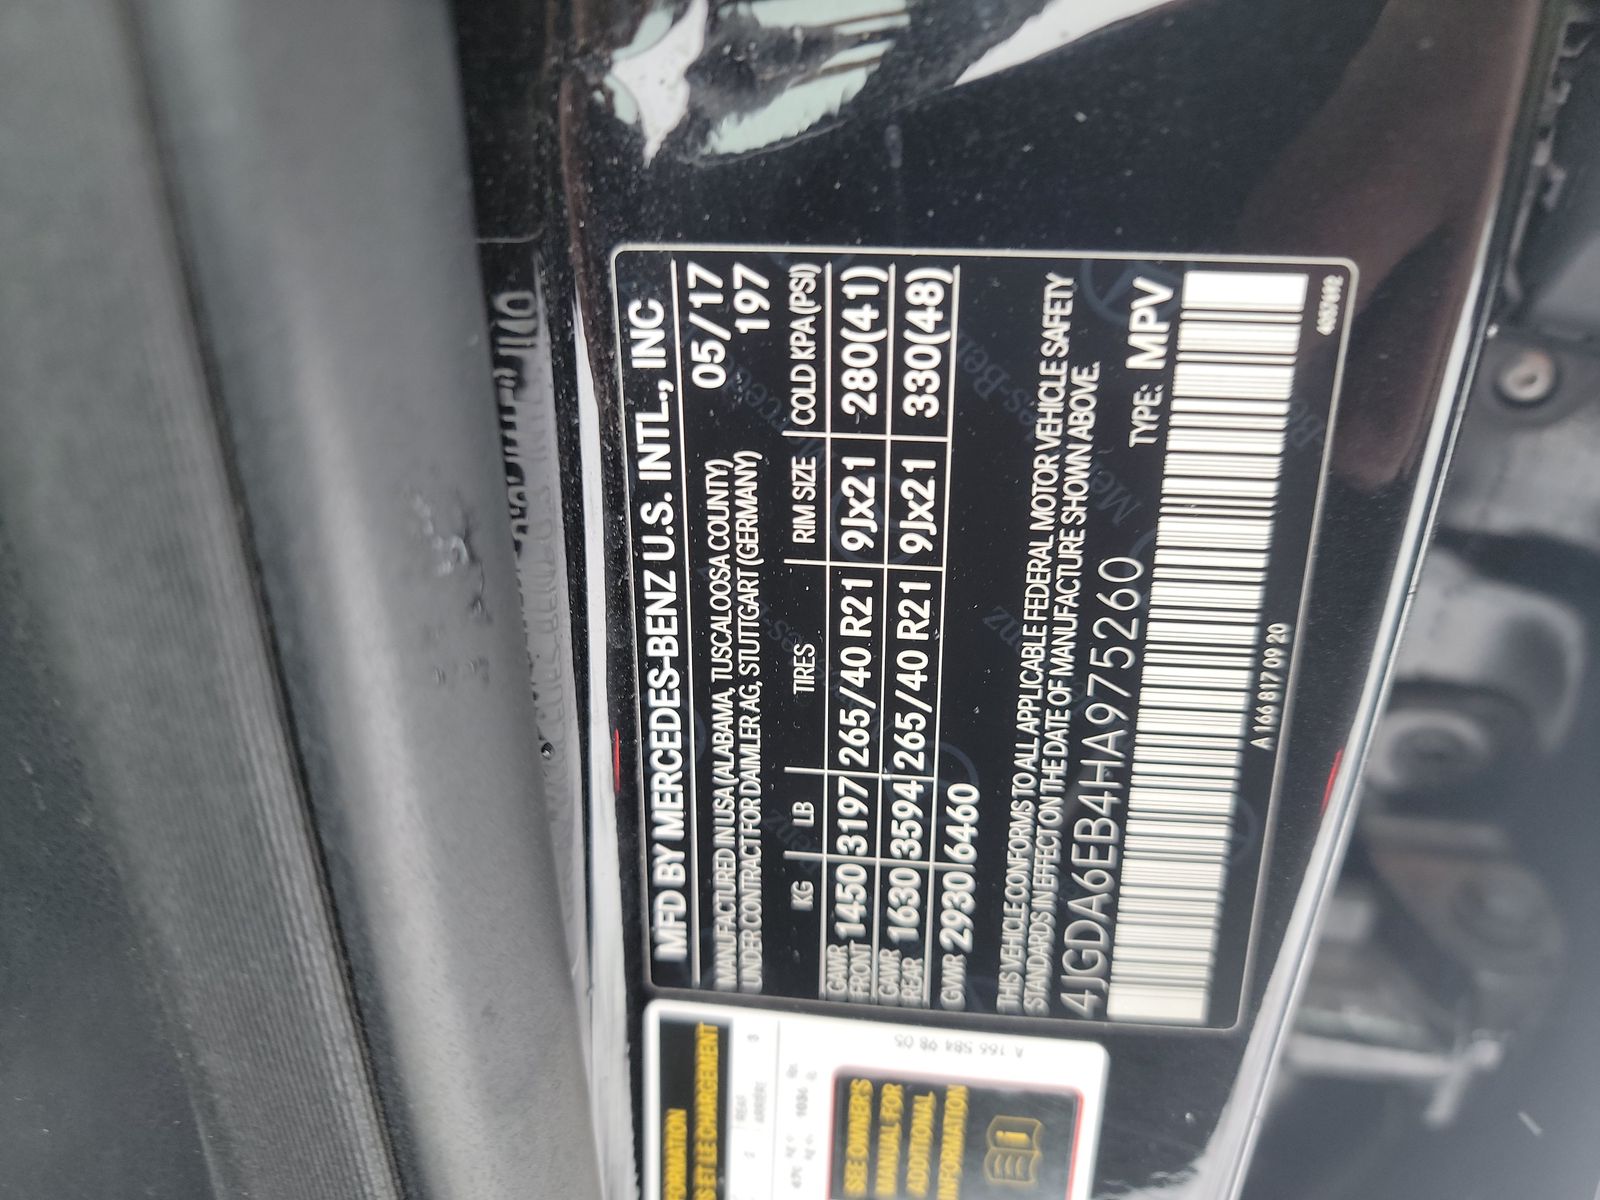 MFD BY MERCEDES-BENZ U.S. INTL., INC
05/17
MANUFACTURED IN USA (ALABAMA, TUSCALOOSA COUNTY)
UNDER CONTRACT FOR DAIMLER AG, STUTTGART (GERMANY) 197
KG LB TIRES RIM SIZE COLD KPA (PSI)
GAWR FRONT 1450 3197 265/40 R21 9Jx21 280(41)
GAWR REAR 1630 3594 265/40 R21 9Jx21 330(48)
GVWR 2930 6460
THIS VEHICLE CONFORMS TO ALL APPLICABLE FEDERAL MOTOR VEHICLE SAFETY
STANDARDS IN EFFECT ON THE DATE OF MANUFACTURE SHOWN ABOVE.
4JGDA6EB4HA975260 TYPE: MPV
A 166 817 09 20
A 166 584 98 05
S ET LE CHARGEMENT
SEE OWNER'S
MANUAL FOR
ADDITIONAL
INFORMATION